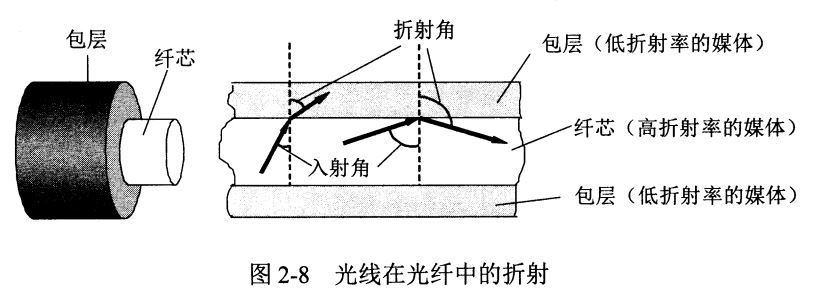 包层
纤芯
折射角
包层（低折射率的媒体）
纤芯（高折射率的媒体）
入射角
包层（低折射率的媒体）
图 2-8 光线在光纤中的折射